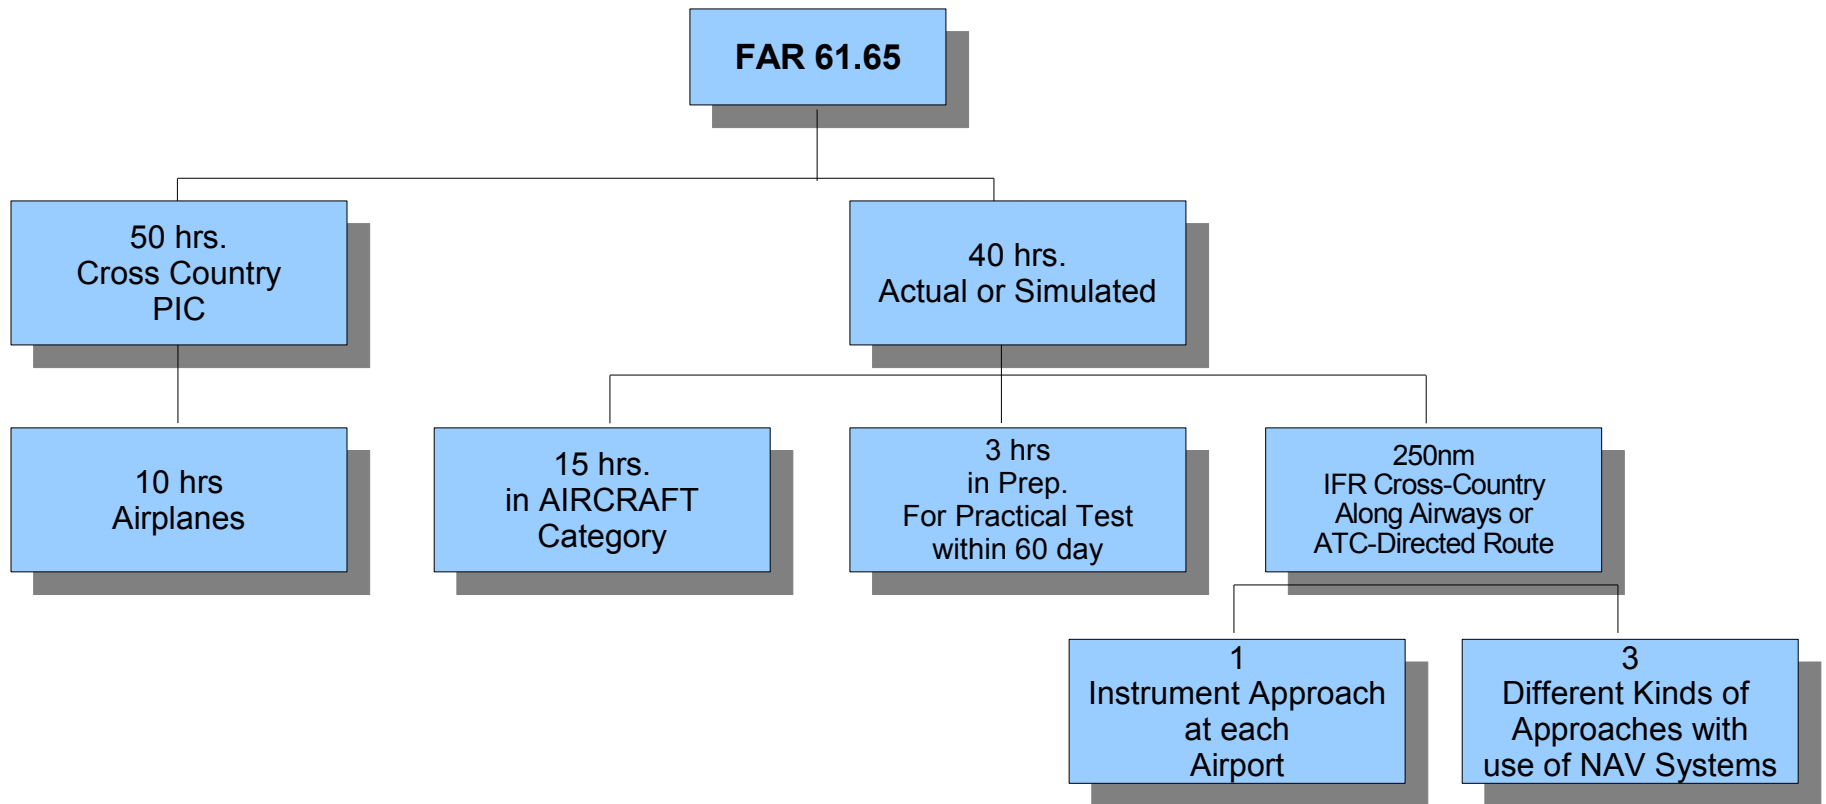 FAR 61.65
50 hrs.
Cross Country
PIC
40 hrs.
Actual or Simulated
10 hrs
Airplanes
15 hrs.
in AIRCRAFT
Category
3 hrs
in Prep.
For Practical Test
within 60 day
250nm
IFR Cross-Country
Along Airways or
ATC-Directed Route
1
Instrument Approach
at each
Airport
3
Different Kinds of
Approaches with
use of NAV Systems